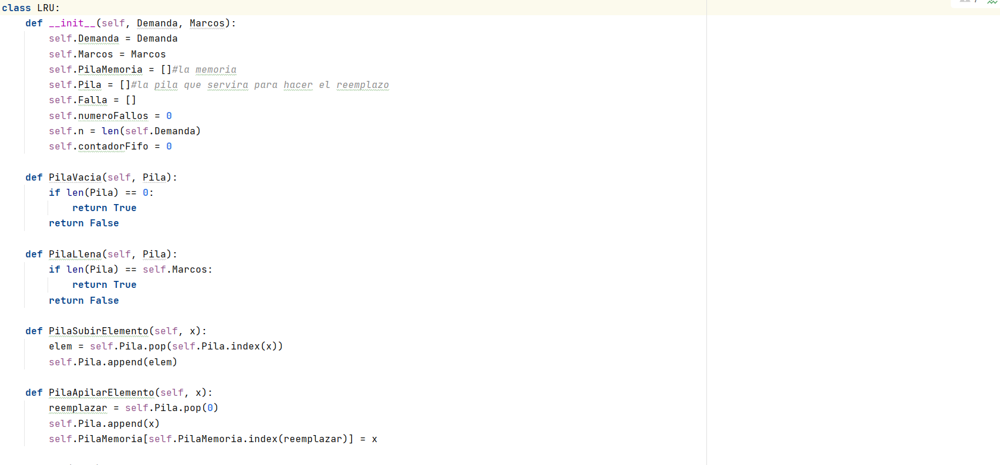 class LRU:
    def __init__(self, Demanda, Marcos):
        self.Demanda = Demanda
        self.Marcos = Marcos
        self.PilaMemoria = []#la memoria
        self.Pila = []#la pila que servira para hacer el reemplazo
        self.Falla = []
        self.numeroFallos = 0
        self.n = len(self.Demanda)
        self.contadorFifo = 0

    def PilaVacia(self, Pila):
        if len(Pila) == 0:
            return True
        return False

    def PilaLlena(self, Pila):
        if len(Pila) == self.Marcos:
            return True
        return False

    def PilaSubirElemento(self, x):
        elem = self.Pila.pop(self.Pila.index(x))
        self.Pila.append(elem)

    def PilaApilarElemento(self, x):
        reemplazar = self.Pila.pop(0)
        self.Pila.append(x)
        self.PilaMemoria[self.PilaMemoria.index(reemplazar)] = x